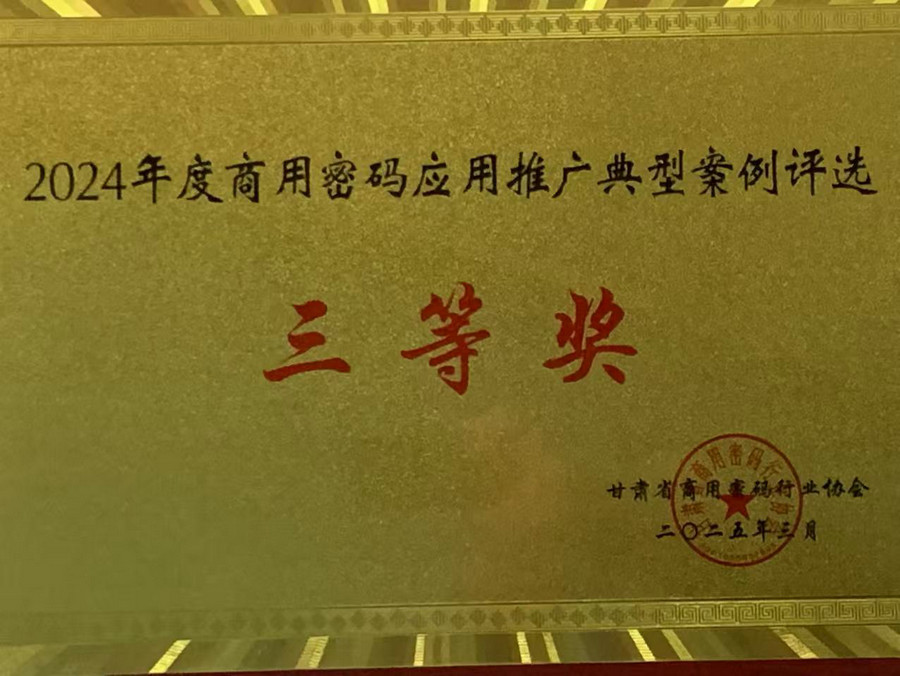 2024年度商用密码应用推广典型案例评选
三等奖
甘肃省商用密码行业协会
二〇二五年三月